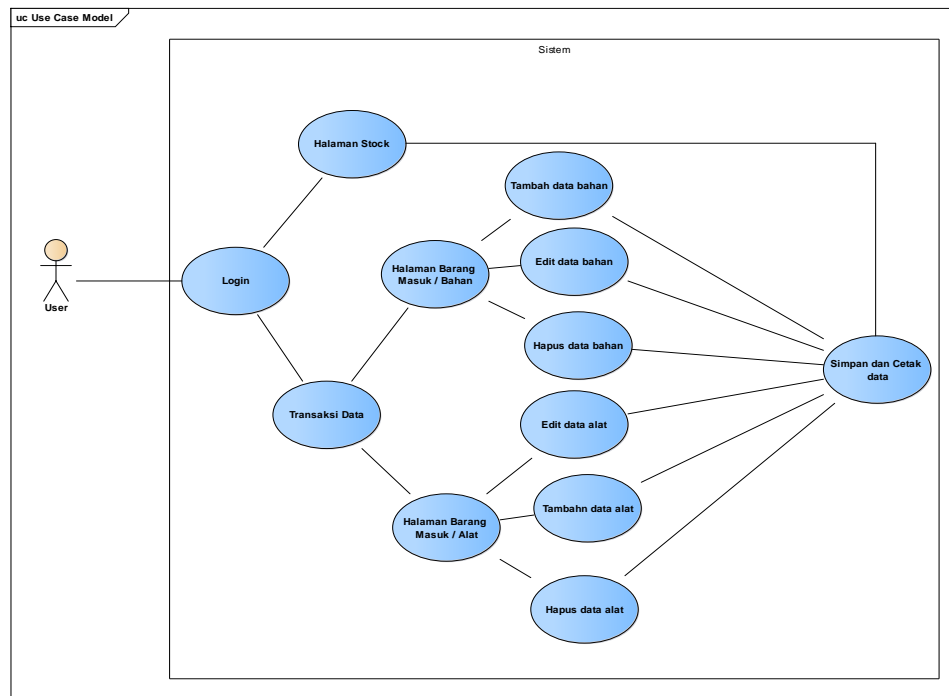 uc Use Case Model
Sistem
Halaman Stock
Tambah data bahan
Halaman Barang
Masuk / Bahan
Edit data bahan
Login
User
Hapus data bahan
Simpan dan Cetak
data
Transaksi Data
Edit data alat
Halaman Barang
Masuk / Alat
Tambahn data alat
Hapus data alat